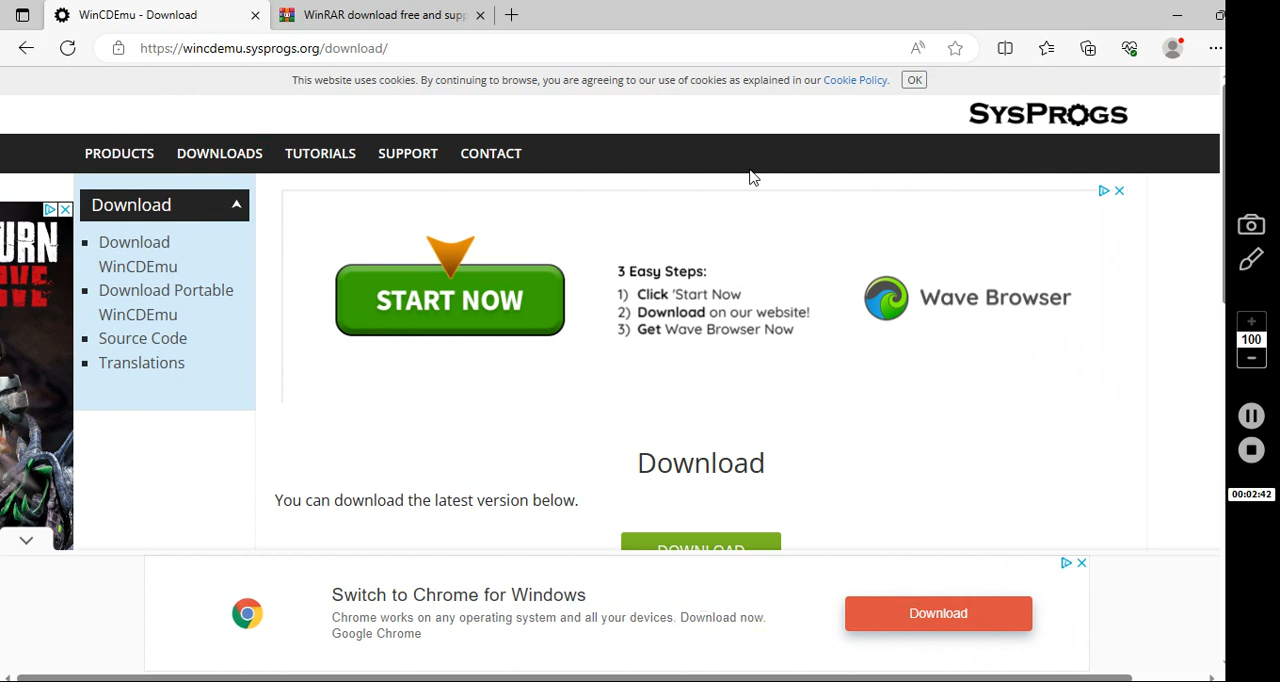 WinCDEmu - Download
WinRAR download free and supp
https://wincdemu.sysprogs.org/download/
This website uses cookies. By continuing to browse, you are agreeing to our use of cookies as explained in our Cookie Policy. OK
SYSPROGS
PRODUCTS DOWNLOADS TUTORIALS SUPPORT CONTACT
Download
Download
WinCDEmu
Download Portable
WinCDEmu
Source Code
Translations
URN
VE
START NOW
3 Easy Steps:
1) Click 'Start Now
2) Download on our website!
3) Get Wave Browser Now
Wave Browser
Download
You can download the latest version below.
DOWNLOAD
Switch to Chrome for Windows
Chrome works on any operating system and all your devices. Download now.
Google Chrome
Download
100
00:02:42